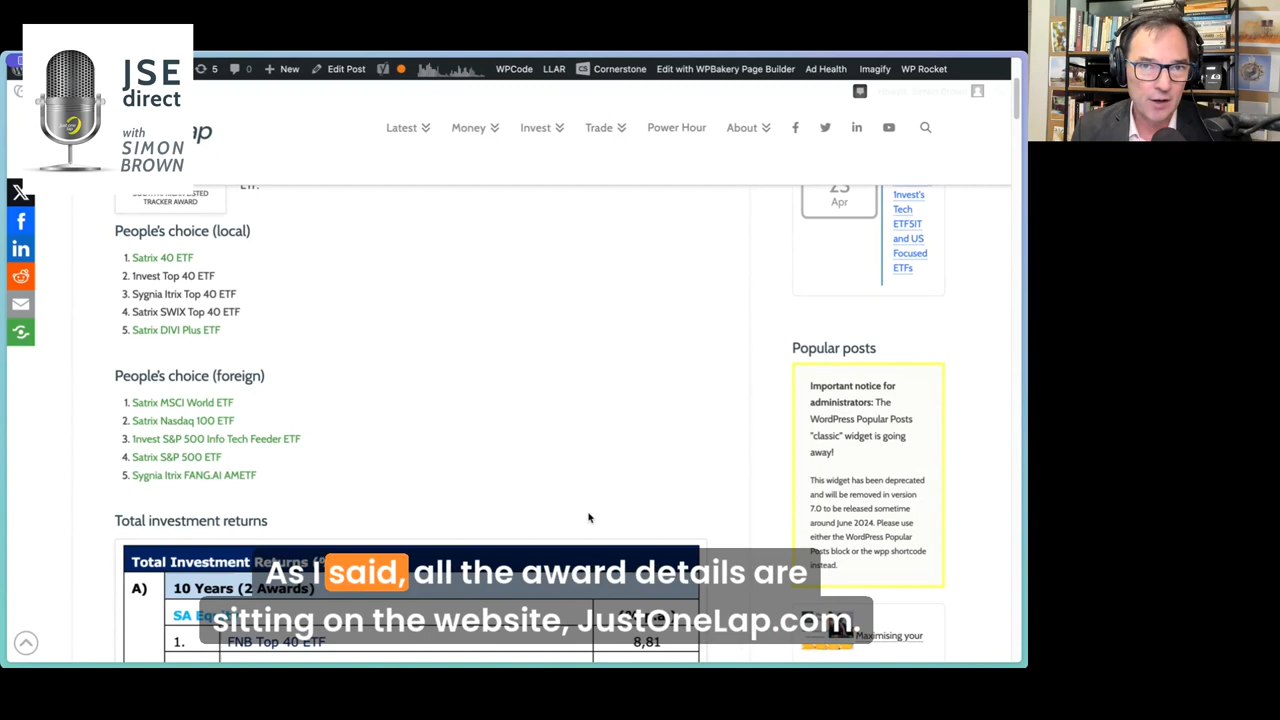 JSE
direct
with
SIMON
BROWN
5
0
New
Edit Post
WPCode
LLAR
CS Cornerstone
Edit with WPBakery Page Builder
Ad Health
Imagify
WP Rocket
Latest
Money
Invest
Trade
Power Hour
About
TRACKER AWARD
People's choice (local)
1. Satrix 40 ETF
2. 1nvest Top 40 ETF
3. Sygnia Itrix Top 40 ETF
4. Satrix SWIX Top 40 ETF
5. Satrix DIVI Plus ETF
People's choice (foreign)
1. Satrix MSCI World ETF
2. Satrix Nasdaq 100 ETF
3. 1nvest S&P 500 Info Tech Feeder ETF
4. Satrix S&P 500 ETF
5. Sygnia Itrix FANG.AI AMETF
Total investment returns
Total Investment Returns
A) 10 Years (2 Awards)
1. FNB Top 40 ETF 8,81
As I said, all the award details are
sitting on the website, JustOneLap.com.
Apr
1nvest's
Tech
ETF5IT
and US
Focused
ETFs
Popular posts
Important notice for
administrators: The
WordPress Popular Posts
"classic" widget is going
away!
This widget has been deprecated
and will be removed in version
7.0 to be released sometime
around June 2024. Please use
either the WordPress Popular
Posts block or the wpp shortcode
instead.
Maximising your